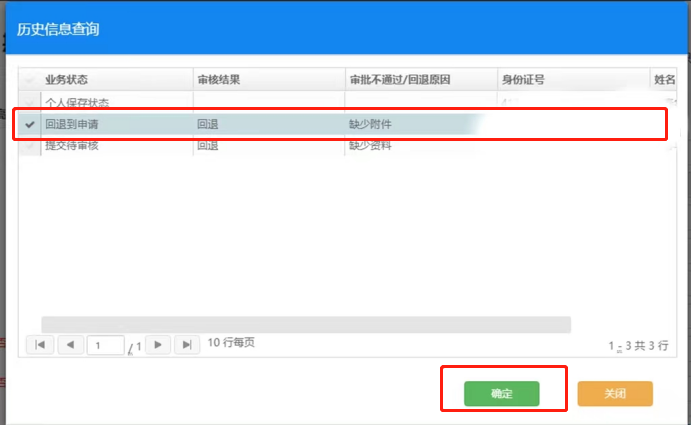 历史信息查询
业务状态 审核结果 审批不通过/回退原因 身份证号 姓名
个人保存状态
回退到申请 回退 缺少附件
提交待审核 回退 缺少资料
1 / 1 10 行每页 1 - 3 共 3 行
确定 关闭